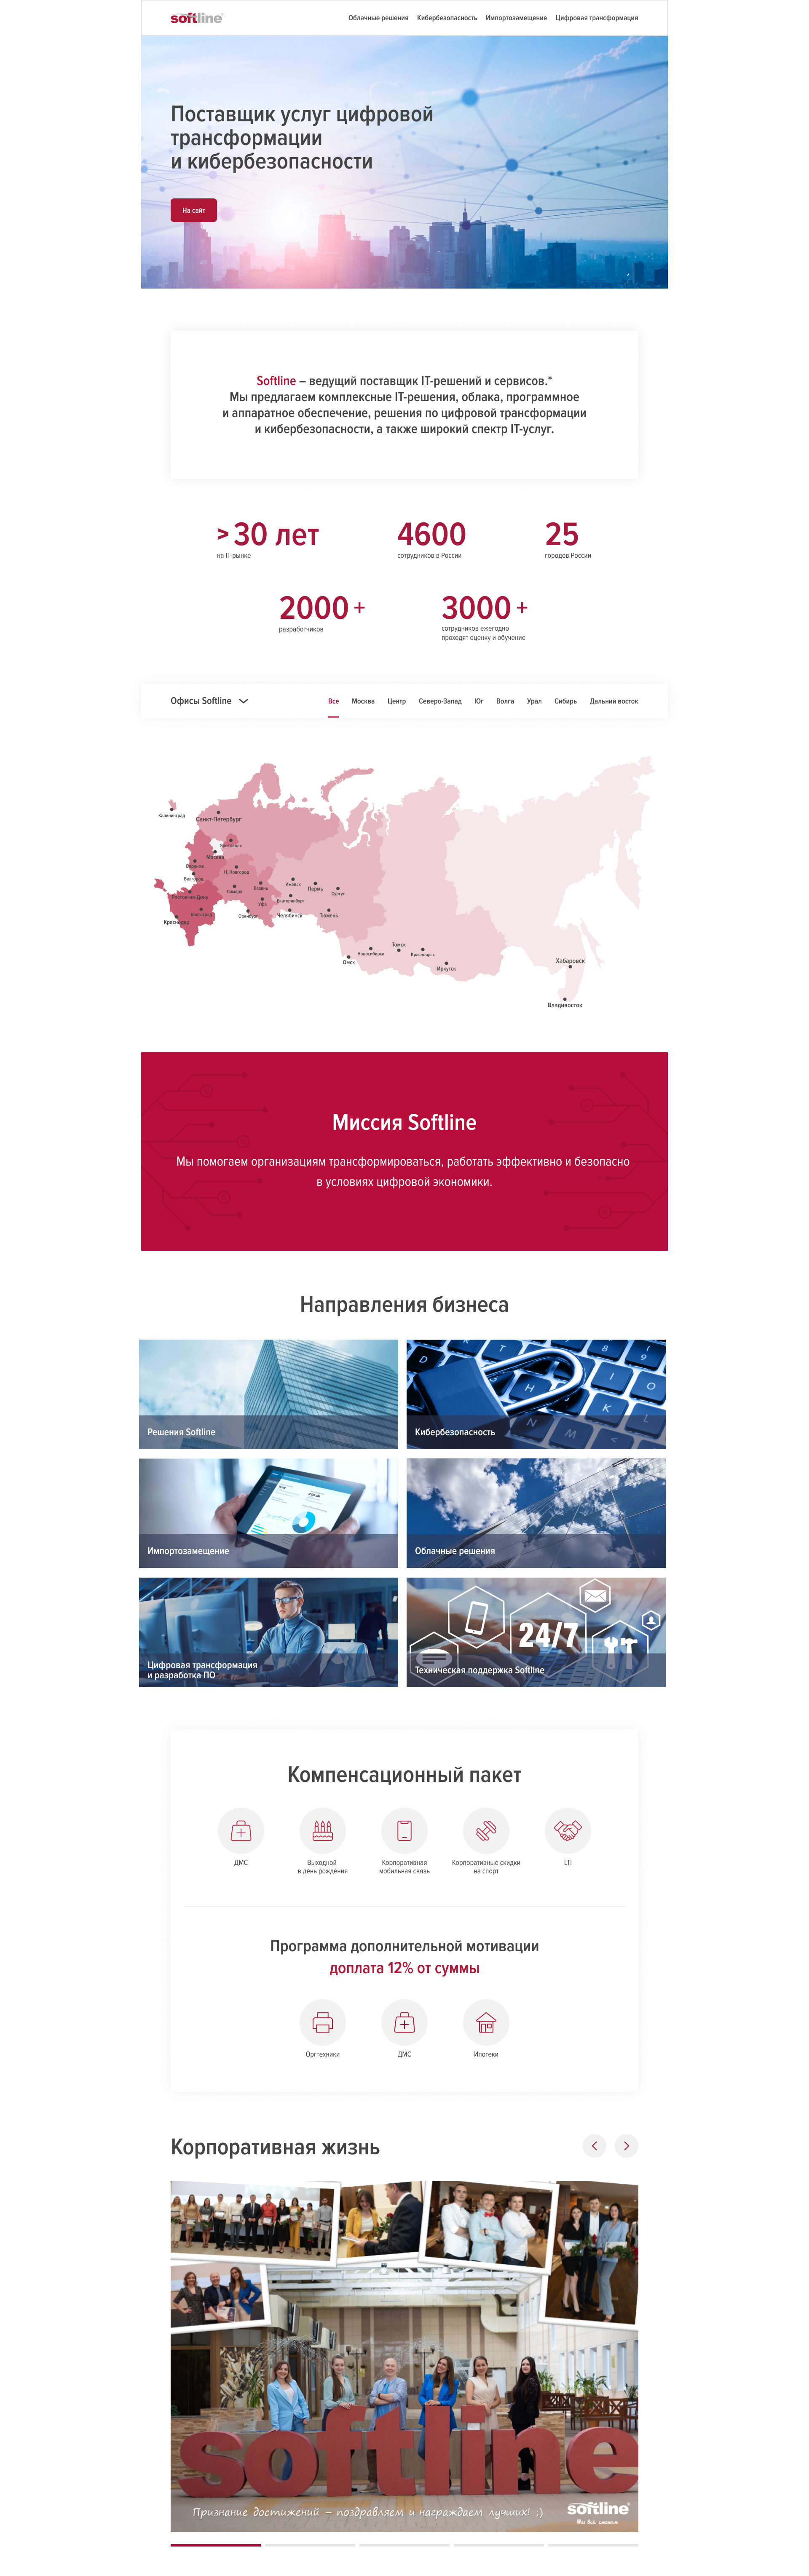 softline
Облачные решения Кибербезопасность Импортозамещение Цифровая трансформация
Поставщик услуг цифровой
трансформации
и кибербезопасности
На сайт
Softline – ведущий поставщик IT-решений и сервисов.*
Мы предлагаем комплексные IT-решения, облака, программное
и аппаратное обеспечение, решения по цифровой трансформации
и кибербезопасности, а также широкий спектр IT-услуг.
> 30 лет
на IT-рынке
4600
сотрудников в России
25
городов России
2000 +
разработчиков
3000 +
сотрудников ежегодно
проходят оценку и обучение
Офисы Softline
Все Москва Центр Северо-Запад Юг Волга Урал Сибирь Дальний восток
Калининград
Санкт-Петербург
Ярославль
Москва
Воронеж
Н. Новгород
Белгород
Ростов-на-Дону
Самара
Казань
Ижевск
Пермь
Сургут
Уфа
Екатеринбург
Краснодар
Волгоград
Оренбург
Челябинск
Тюмень
Омск
Новосибирск
Томск
Красноярск
Иркутск
Хабаровск
Владивосток
Миссия Softline
Мы помогаем организациям трансформироваться, работать эффективно и безопасно
в условиях цифровой экономики.
Направления бизнеса
Решения Softline
Кибербезопасность
Импортозамещение
Облачные решения
Цифровая трансформация
и разработка ПО
24/7
Техническая поддержка Softline
Компенсационный пакет
ДМС
Выходной
в день рождения
Корпоративная
мобильная связь
Корпоративные скидки
на спорт
LTI
Программа дополнительной мотивации
доплата 12% от суммы
Оргтехники
ДМС
Ипотеки
Корпоративная жизнь
softline
Признание достижений – поздравляем и награждаем лучших! :)
softline
Мы всё сможем